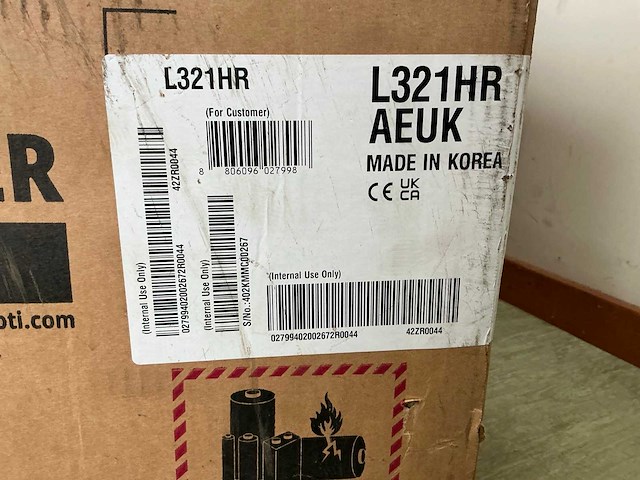 L321HR
L321HR
AEUK
MADE IN KOREA
CE UK
CA
(For Customer)
8 806096 027998
(Internal Use Only)
02799402002672R0044
42ZR0044
(Internal Use Only)
S/No.:402KMMC00267
(Internal Use Only)
02799402002672R0044
42ZR0044
R
oti.com